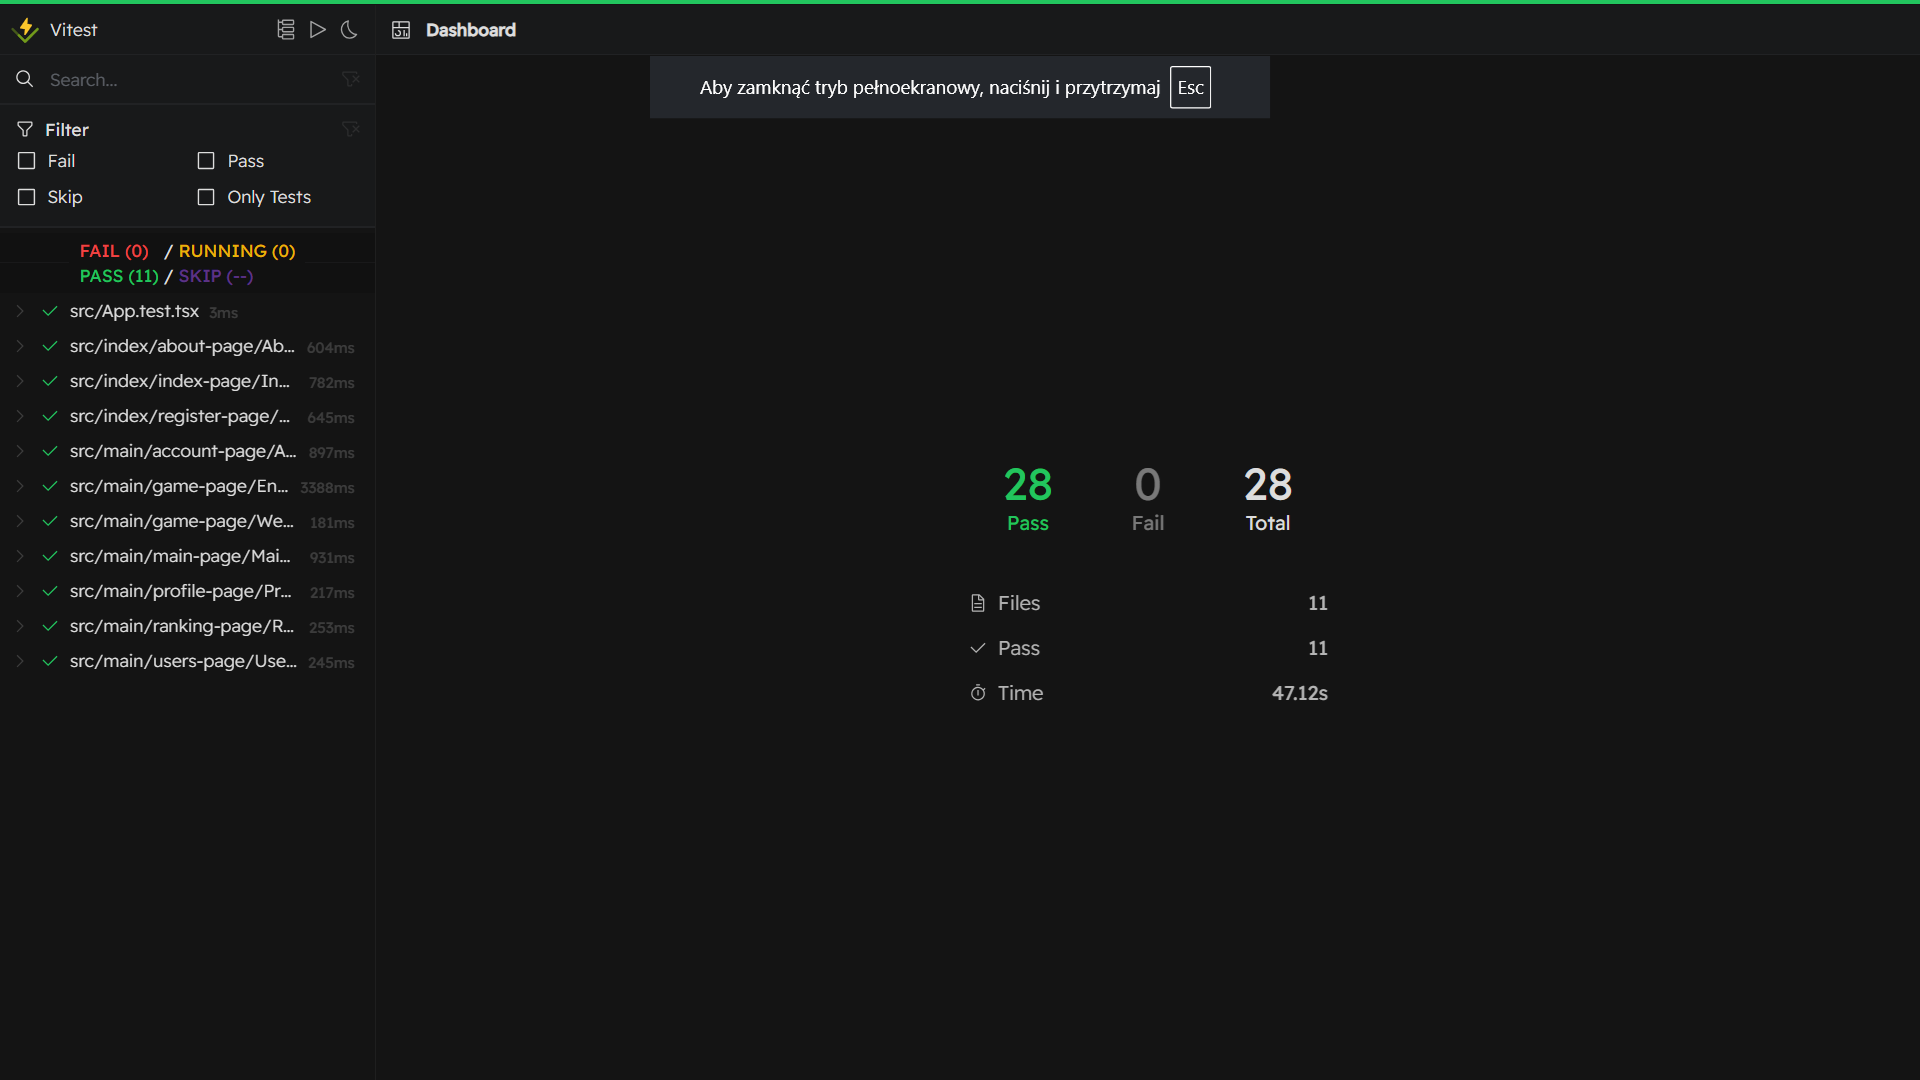 Vitest
Dashboard
Search...
Aby zamknąć tryb pełnoekranowy, naciśnij i przytrzymaj Esc
Filter
Fail
Pass
Skip
Only Tests
FAIL (0) / RUNNING (0)
PASS (11) / SKIP (--)
src/App.test.tsx 3ms
src/index/about-page/Ab... 604ms
src/index/index-page/In... 782ms
src/index/register-page/... 645ms
src/main/account-page/A... 897ms
src/main/game-page/En... 3388ms
src/main/game-page/We... 181ms
src/main/main-page/Mai... 931ms
src/main/profile-page/Pr... 217ms
src/main/ranking-page/R... 253ms
src/main/users-page/Use... 245ms
28 0 28
Pass Fail Total
Files 11
Pass 11
Time 47.12s